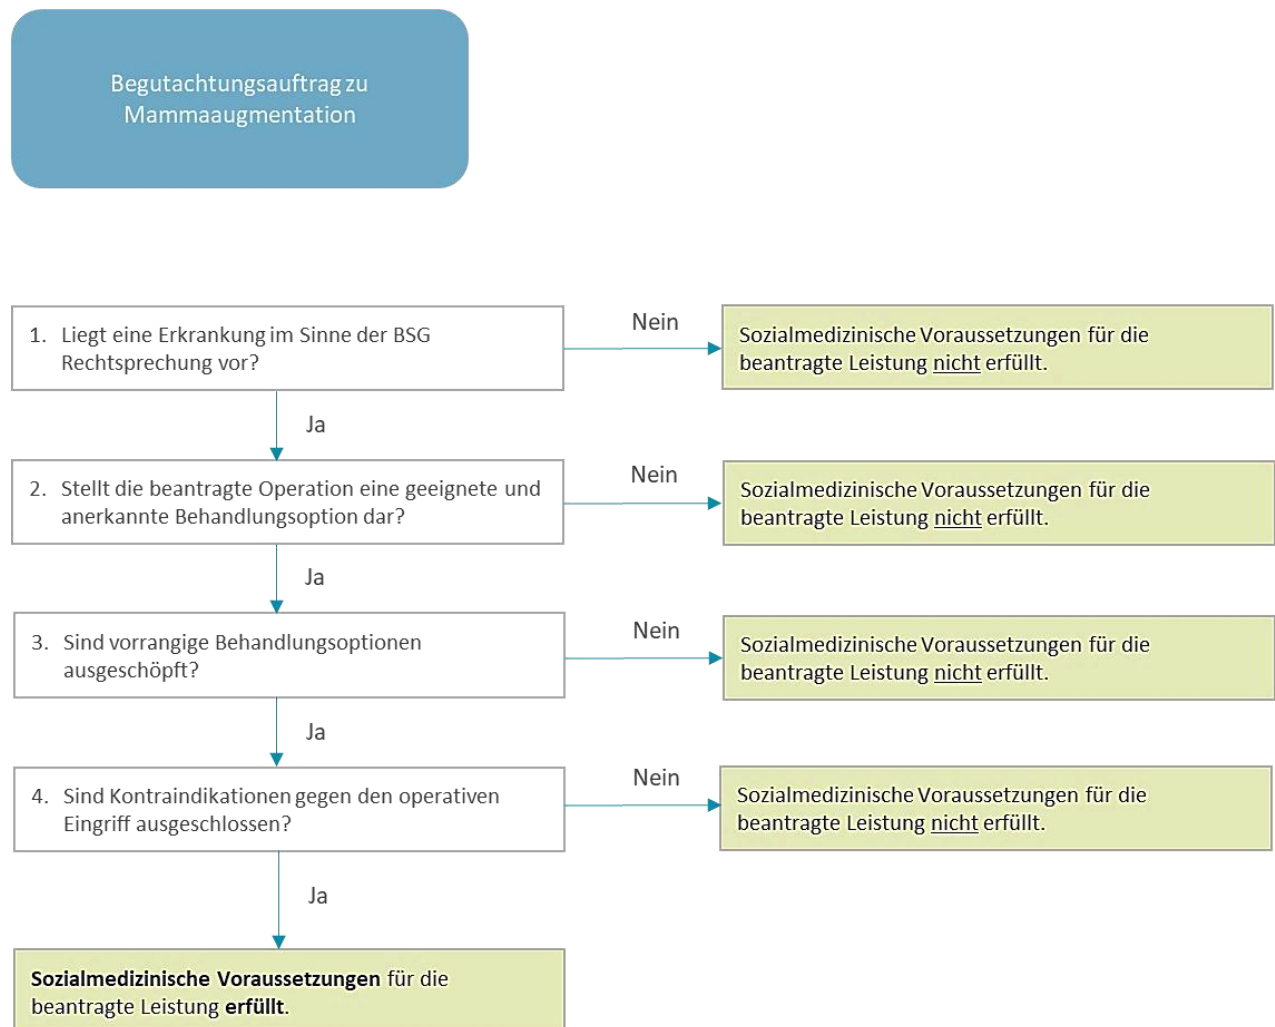 Begutachtungsauftrag zu
Mammaaugmentation
1. Liegt eine Erkrankung im Sinne der BSG
Rechtsprechung vor?
Nein
Sozialmedizinische Voraussetzungen für die
beantragte Leistung nicht erfüllt.
Ja
2. Stellt die beantragte Operation eine geeignete und
anerkannte Behandlungsoption dar?
Nein
Sozialmedizinische Voraussetzungen für die
beantragte Leistung nicht erfüllt.
Ja
3. Sind vorrangige Behandlungsoptionen
ausgeschöpft?
Nein
Sozialmedizinische Voraussetzungen für die
beantragte Leistung nicht erfüllt.
Ja
4. Sind Kontraindikationen gegen den operativen
Eingriff ausgeschlossen?
Nein
Sozialmedizinische Voraussetzungen für die
beantragte Leistung nicht erfüllt.
Ja
Sozialmedizinische Voraussetzungen für die
beantragte Leistung erfüllt.